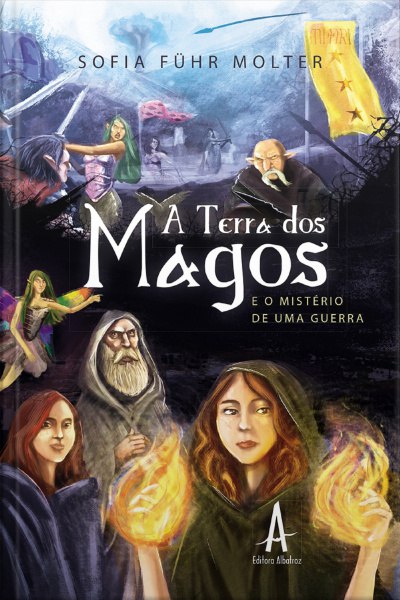 SOFIA FÜHR MOLTER
A TERRA DOS
MAGOS
E O MISTÉRIO
DE UMA GUERRA
A
Editora Albatroz